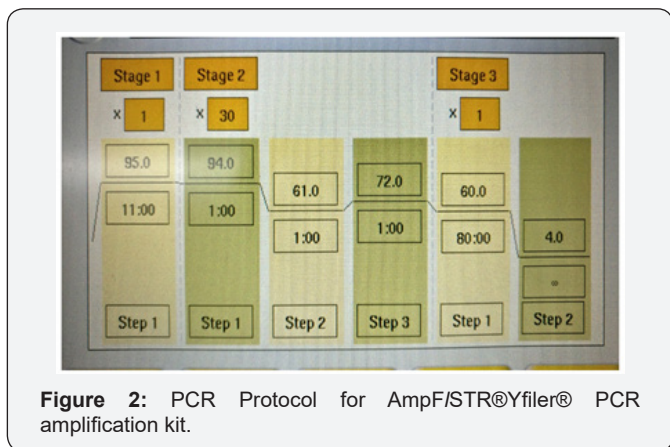 Stage 1 Stage 2 Stage 3
x 1 x 30 x 1
95.0 94.0 61.0 72.0 60.0 4.0
11:00 1:00 1:00 1:00 80:00 ∞
Step 1 Step 1 Step 2 Step 3 Step 1 Step 2
Figure 2: PCR Protocol for AmpFlSTR®Yfiler® PCR
amplification kit.